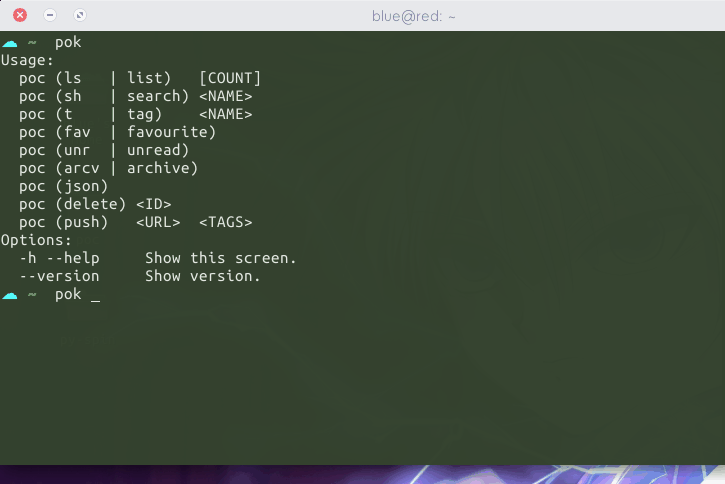 blue@red: ~
☁ ~ pok
Usage:
  poc (ls   | list)   [COUNT]
  poc (sh   | search) <NAME>
  poc (t    | tag)    <NAME>
  poc (fav  | favourite)
  poc (unr  | unread)
  poc (arcv | archive)
  poc (json)
  poc (delete) <ID>
  poc (push)   <URL>  <TAGS>
Options:
  -h --help     Show this screen.
  --version     Show version.
☁ ~ pok _